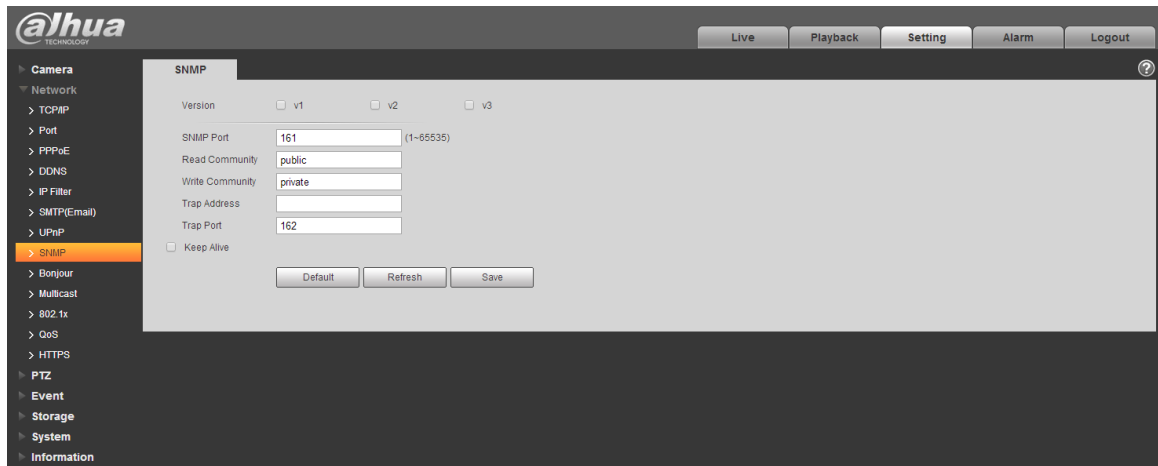 alhua
TECHNOLOGY
Live Playback Setting Alarm Logout
Camera
Network
> TCP/IP
> Port
> PPPoE
> DDNS
> IP Filter
> SMTP(Email)
> UPnP
> SNMP
> Bonjour
> Multicast
> 802.1x
> QoS
> HTTPS
PTZ
Event
Storage
System
Information
SNMP
?
Version v1 v2 v3
SNMP Port 161 (1~65535)
Read Community public
Write Community private
Trap Address
Trap Port 162
Keep Alive
Default Refresh Save